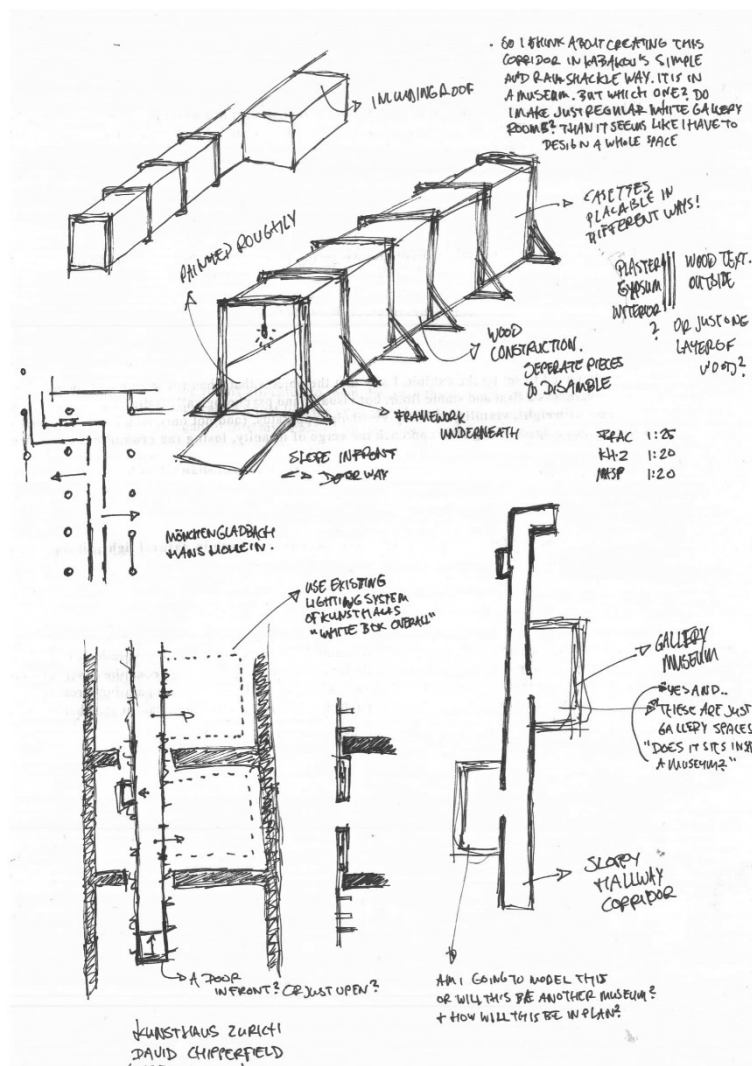 . SO I THINK ABOUT CREATING THIS
CORRIDOR IN KABAKOV'S SIMPLE
AND RAMSHACKLE WAY. IT IS IN
A MUSEUM. BUT WHICH ONE? DO
I MAKE JUST REGULAR WHITE GALLERY
ROOMS? THAN IT SEEMS LIKE I HAVE TO
DESIGN A WHOLE SPACE
INCLUDING ROOF
CASETTES
PLACABLE IN
DIFFERENT WAYS!
PAINTED ROUGHLY
PLASTER
GYPSUM
INTERIOR
?
WOOD TEXT.
OUTSIDE
OR JUST ONE
LAYER OF
WOOD?
WOOD
CONSTRUCTION.
SEPERATE PIECES
TO DISAMBLE
FRAMEWORK
UNDERNEATH
SLOPE IN FRONT
DOORWAY
FRAC 1:25
KHZ 1:20
MASP 1:20
MÖNCHENGLADBACH
HANS HOLLEIN.
USE EXISTING
LIGHTING SYSTEM
OF KUNSTHALS
"WHITE BOX OVERALL"
GALLERY
MUSEUM
YES AND..
THESE ARE JUST
GALLERY SPACES
"DOES IT SITS
A MUSEUM?"
SLOPY
HALLWAY
CORRIDOR
A DOOR
IN FRONT? OR JUST OPEN?
AM I GOING TO MODEL THIS
OR WILL THIS BE ANOTHER MUSEUM?
+ HOW WILL THIS BE IN PLAN?
KUNSTHAUS ZURICH
DAVID CHIPPERFIELD